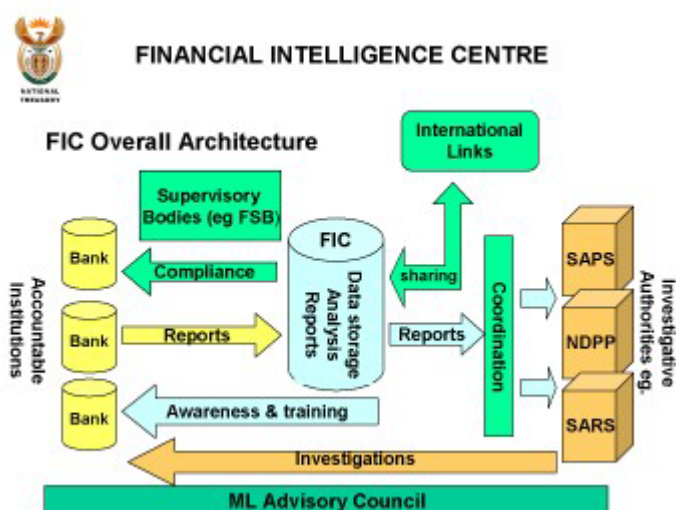 NATIONAL
TREASURY
FINANCIAL INTELLIGENCE CENTRE
FIC Overall Architecture
International
Links
Supervisory
Bodies (eg FSB)
FIC
Data storage
Analysis
Reports
Accountable
Institutions
Bank
Compliance
sharing
Coordination
SAPS
Investigative
Authorities eg.
Bank
Reports
Reports
NDPP
Bank
Awareness & training
SARS
Investigations
ML Advisory Council